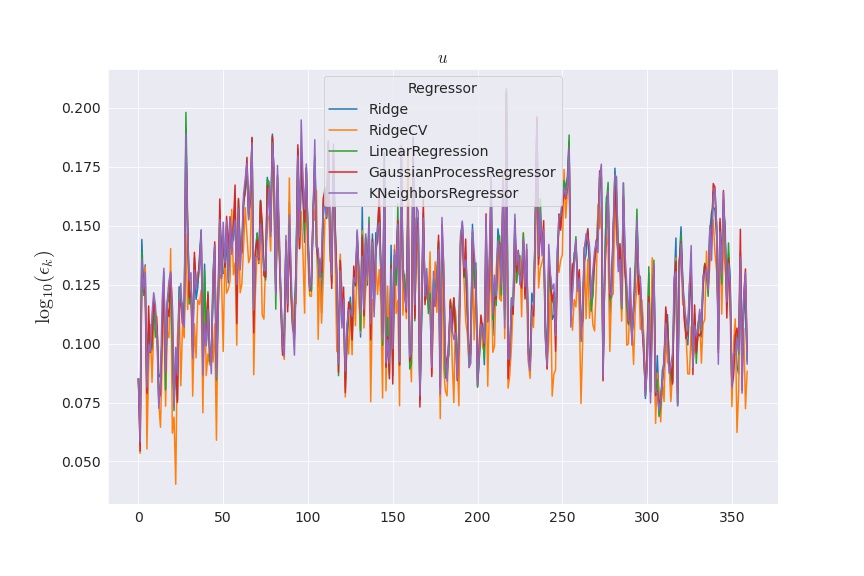 u
Regressor
Ridge
RidgeCV
LinearRegression
GaussianProcessRegressor
KNeighborsRegressor
log₁₀(ϵₖ)
0.200
0.175
0.150
0.125
0.100
0.075
0.050
0 50 100 150 200 250 300 350